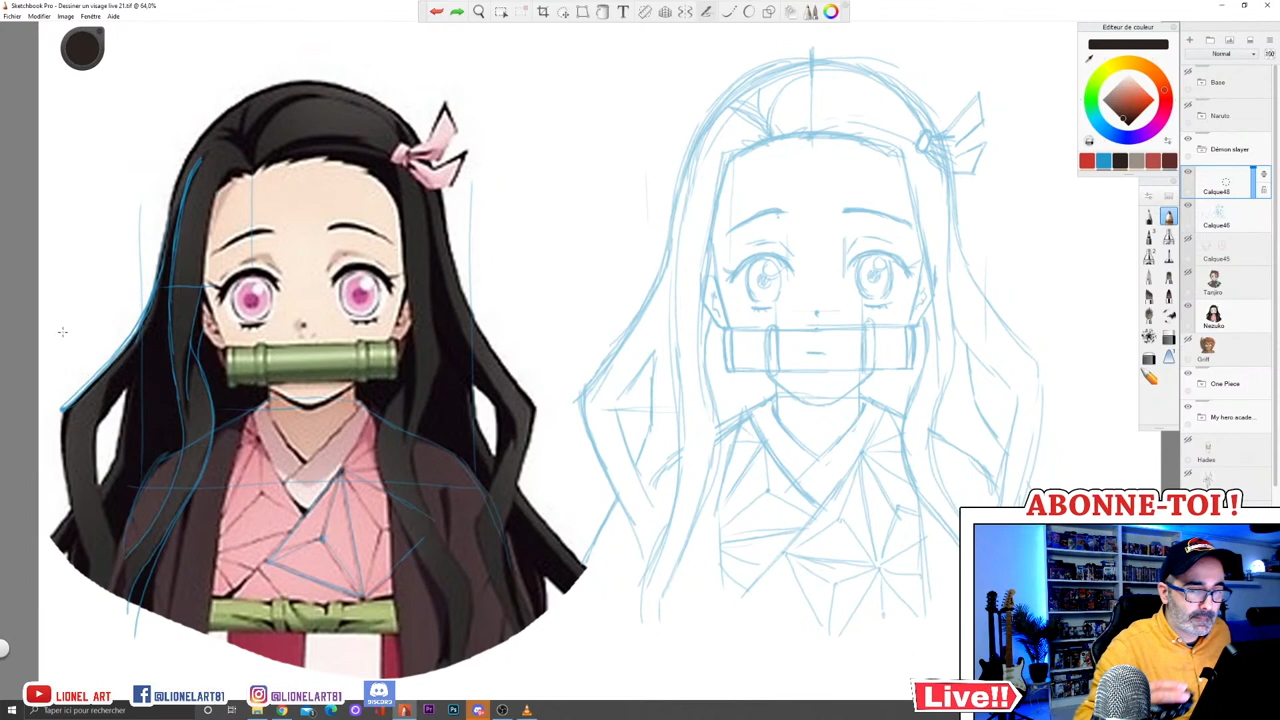 Sketchbook Pro - Dessiner un visage live 21.tif @ 64,0%
Fichier Modifier Image Fenêtre Aide
Editeur de couleur
Normal
Base
Naruto
Démon slayer
Calque48
Calque46
Calque45
Tanjiro
Nezuko
Griff
One Piece
My hero acade...
Hades
ABONNE-TOI !
LIONEL ART
@LIONELART81
@LIONELART81
DISCORD
Live!!
Taper ici pour rechercher